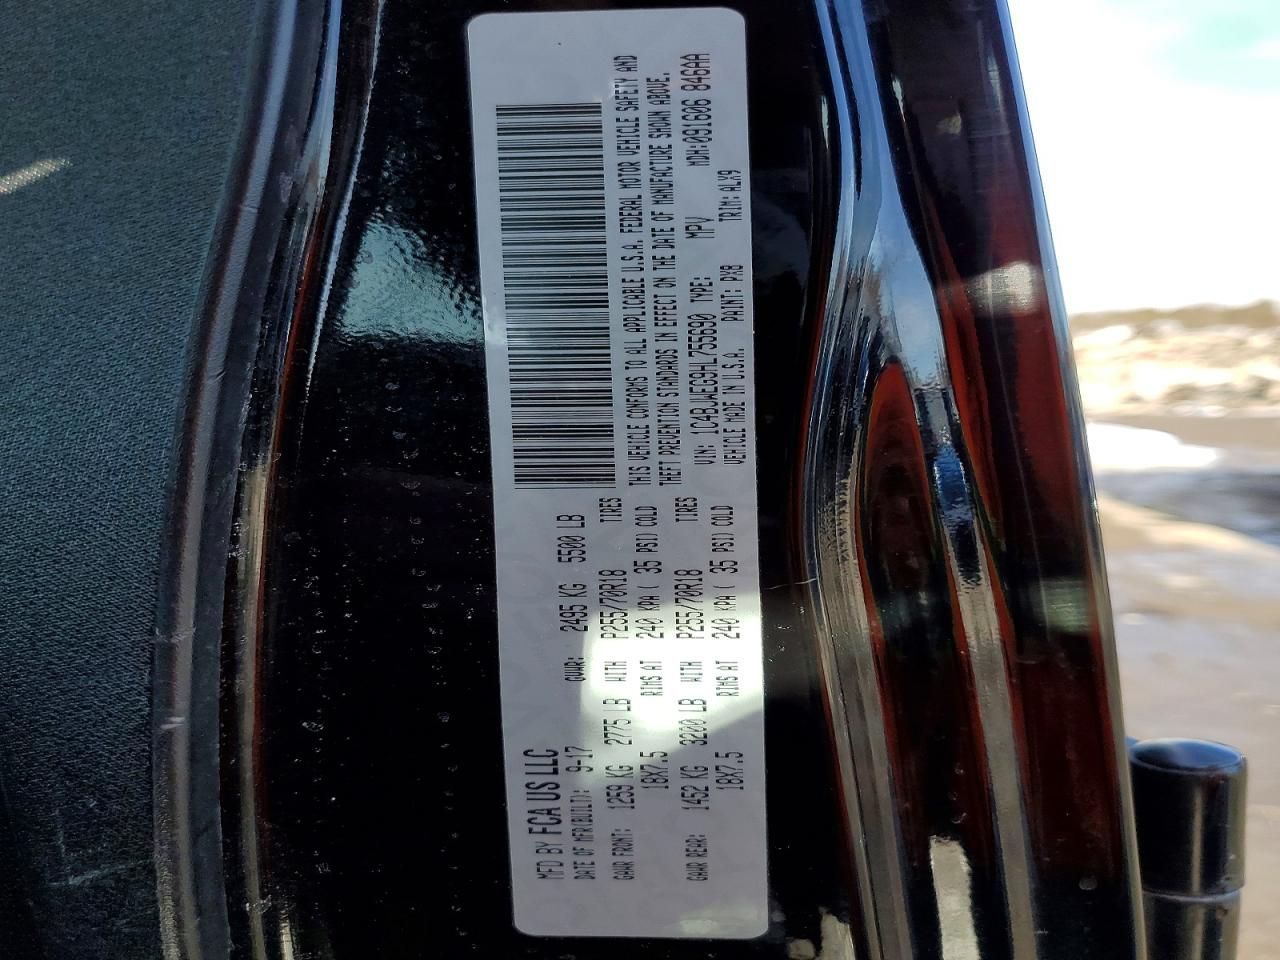 MFD BY FCA US LLC
DATE OF MFR(BUILT): 9-17 GVWR: 2495 KG 5500 LB
GAWR FRONT: 1259 KG 2775 LB WITH P255/70R18 TIRES
18X7.5 RIMS AT 240 KPA ( 35 PSI) COLD
GAWR REAR: 1452 KG 3200 LB WITH P255/70R18 TIRES
18X7.5 RIMS AT 240 KPA ( 35 PSI) COLD
THIS VEHICLE CONFORMS TO ALL APPLICABLE U.S.A. FEDERAL MOTOR VEHICLE SAFETY AND
THEFT PREVENTION STANDARDS IN EFFECT ON THE DATE OF MANUFACTURE SHOWN ABOVE.
VIN: 1C4BJWEG9HL755690 TYPE: MPV MDH:091606 846AA
VEHICLE MADE IN U.S.A. PAINT: PX8 TRIM:ALX9